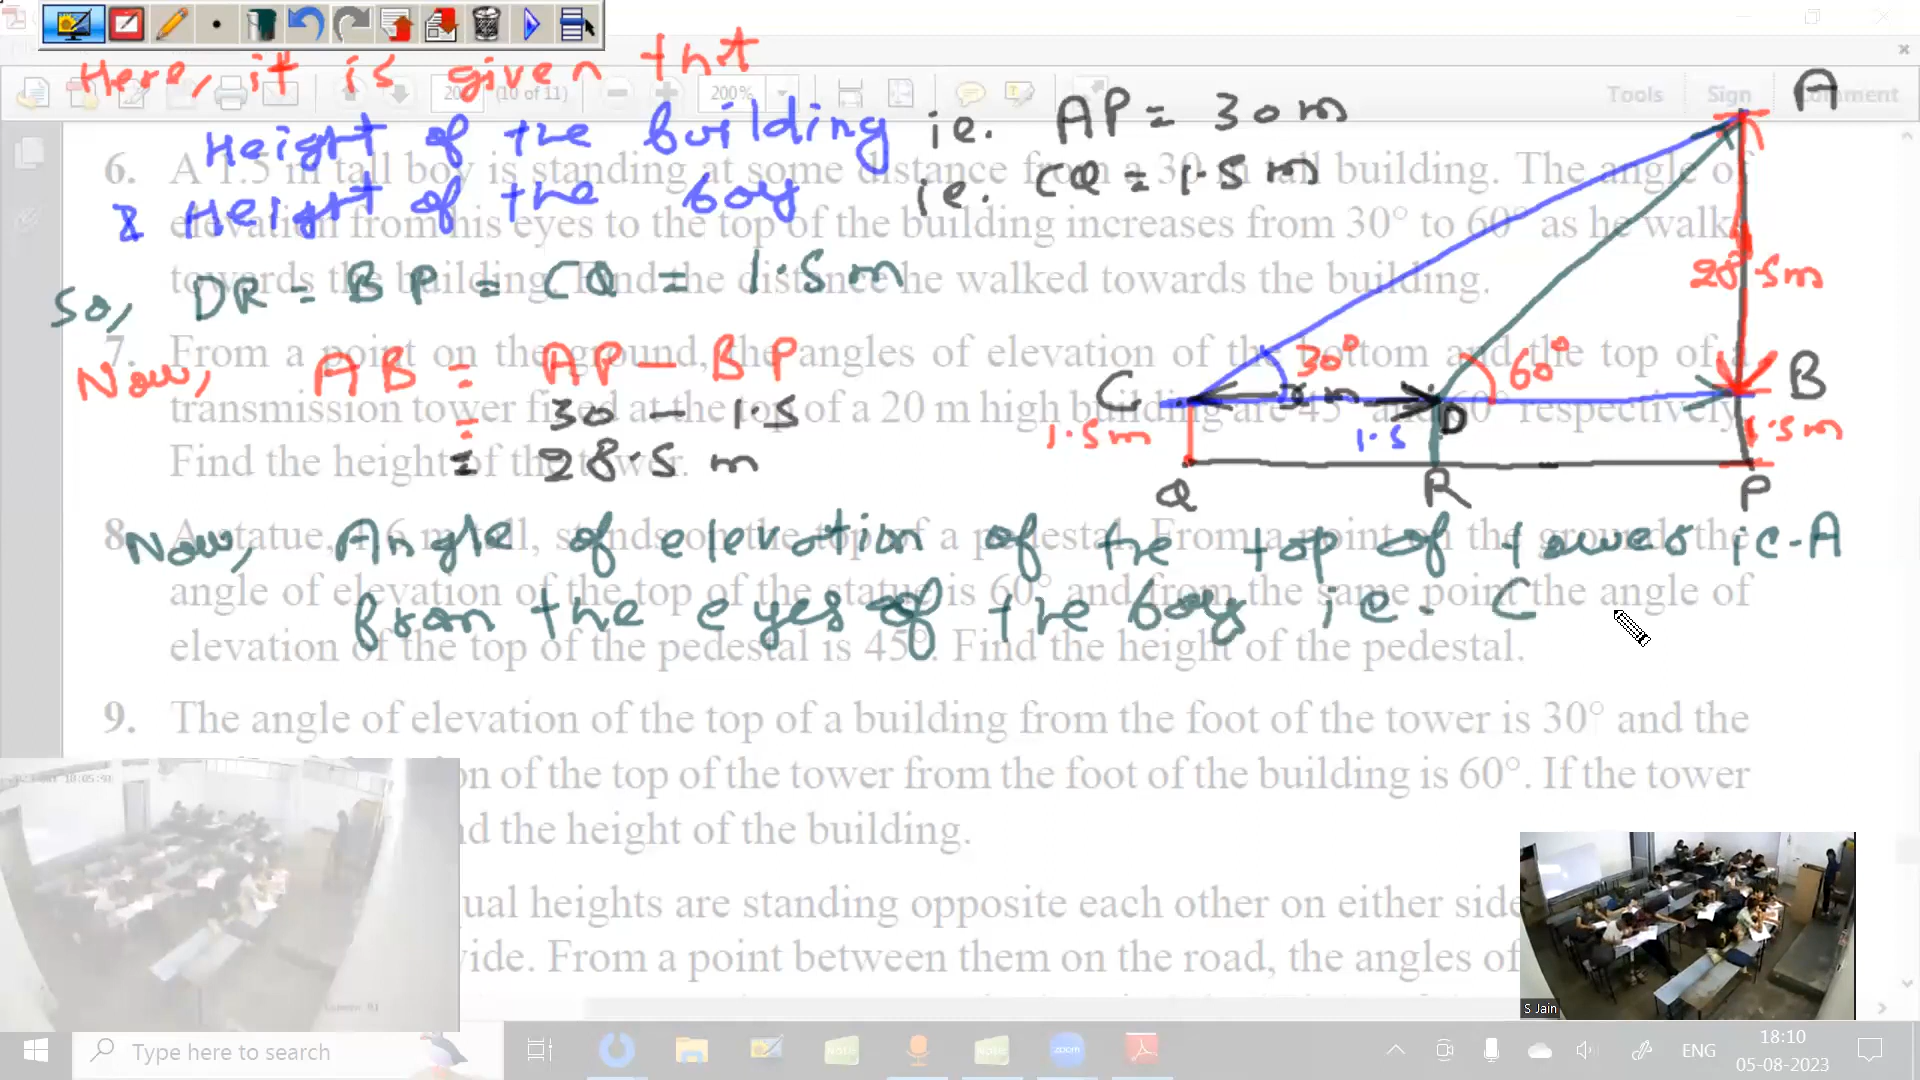 Here, it is given tht
20 (10 of 11) 200% Tools Sign Comment
Height of the building ie. AP = 30 m
& Height of the boy ie. CQ = 1.5 m
So, DR = BP = CQ = 1.5 m
Now, AB = AP - BP
= 30 - 1.5
= 28.5 m
Now, Angle of elevation of the top of tower ie. A
from the eyes of the boy ie. C
A
28.5m
30°
60°
C
B
D
1.5m
1.5
1.5m
Q
R
P
6. A 1.5 m tall boy is standing at some distance from a 30 m tall building. The angle of
elevation from his eyes to the top of the building increases from 30° to 60° as he walks
towards the building. Find the distance he walked towards the building.
7. From a point on the ground, the angles of elevation of the bottom and the top of a
transmission tower fixed at the top of a 20 m high building are 45° and 60° respectively.
Find the height of the tower.
8. A statue, 1.6 m tall, stands on the top of a pedestal. From a point on the ground, the
angle of elevation of the top of the statue is 60° and from the same point the angle of
elevation of the top of the pedestal is 45°. Find the height of the pedestal.
9. The angle of elevation of the top of a building from the foot of the tower is 30° and the
on of the top of the tower from the foot of the building is 60°. If the tower
nd the height of the building.
ual heights are standing opposite each other on either side
vide. From a point between them on the road, the angles of
S Jain
Type here to search
zoom
ENG
18:10
05-08-2023